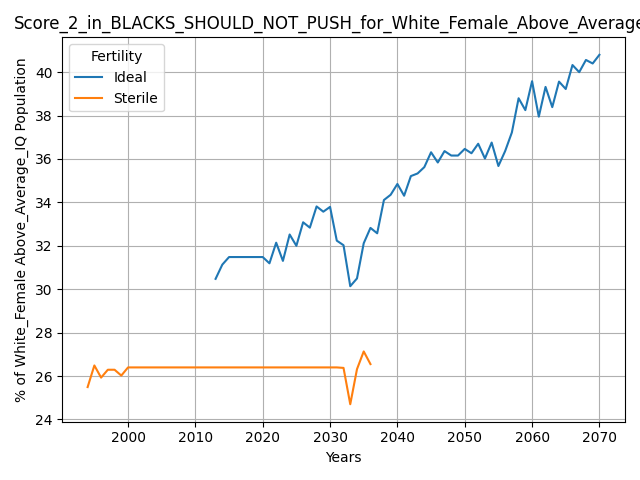 Score_2_in_BLACKS_SHOULD_NOT_PUSH_for_White_Female_Above_Average
Fertility
Ideal
Sterile
% of White_Female Above_Average_IQ Population
40
38
36
34
32
30
28
26
24
2000 2010 2020 2030 2040 2050 2060 2070
Years